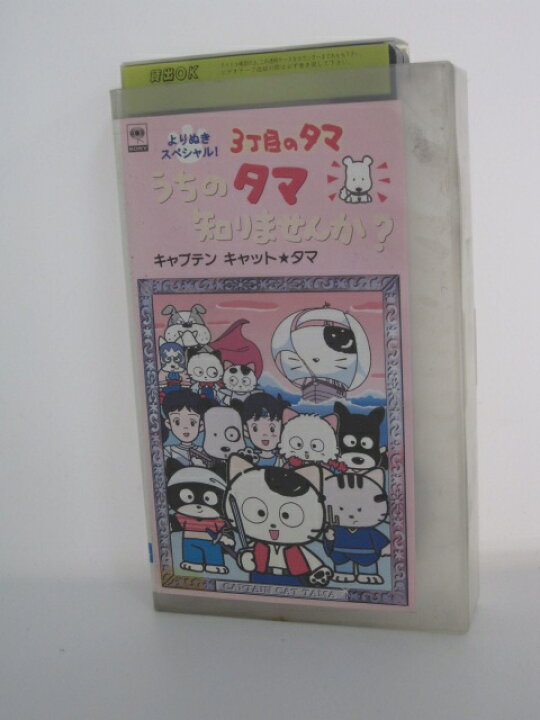 貸出OK
SONY
よりぬき
スペシャル!
3丁目のタマ
うちのタマ
知りませんか?
キャプテン キャット★タマ
CAPTAIN CAT TAMA